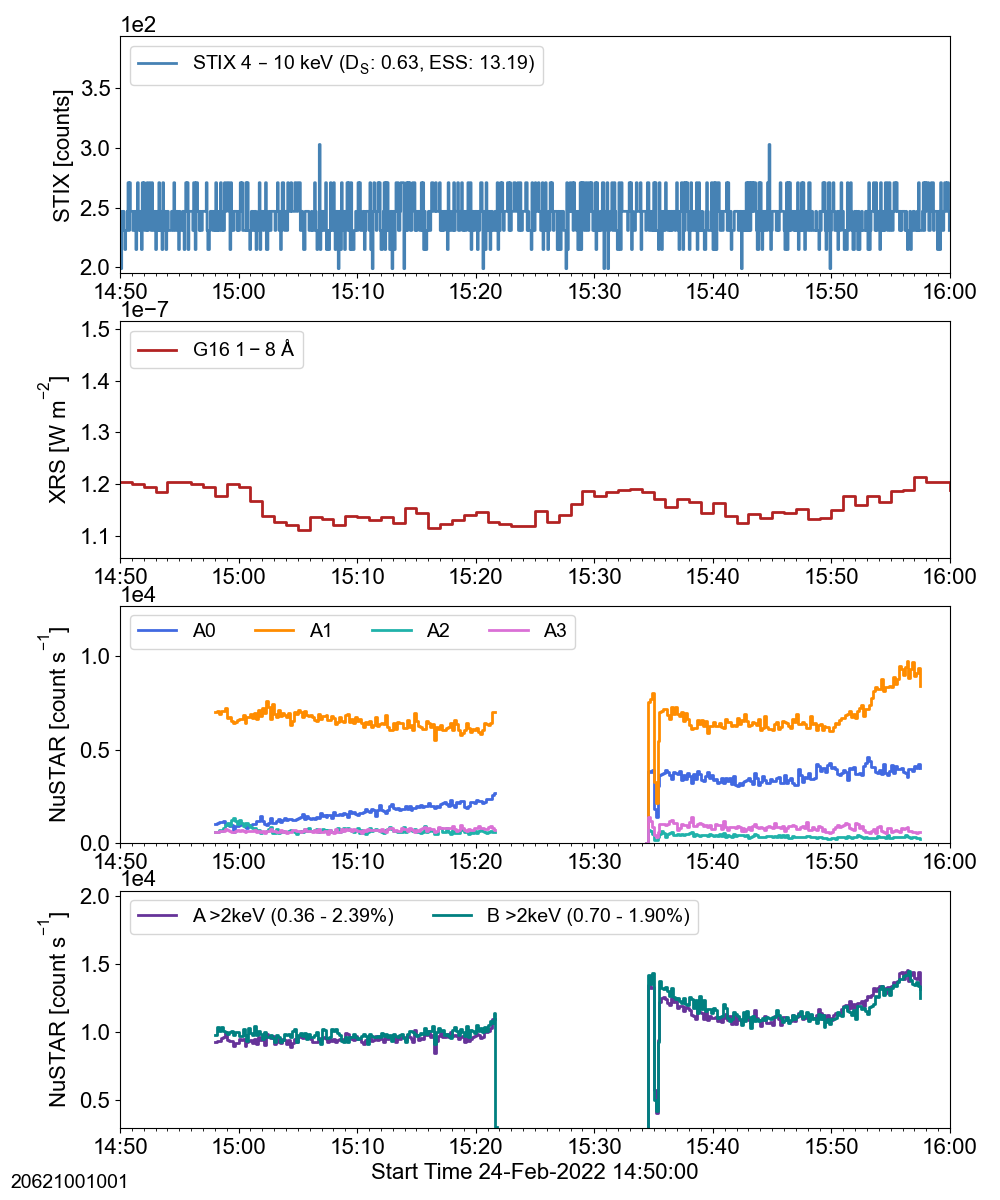 1e2
STIX 4 – 10 keV (DS: 0.63, ESS: 13.19)
STIX [counts]
3.5
3.0
2.5
2.0
14:50 15:00 15:10 15:20 15:30 15:40 15:50 16:00
1e−7
G16 1 – 8 Å
XRS [W m−2]
1.5
1.4
1.3
1.2
1.1
14:50 15:00 15:10 15:20 15:30 15:40 15:50 16:00
1e4
A0 A1 A2 A3
NuSTAR [count s−1]
1.0
0.5
0.0
14:50 15:00 15:10 15:20 15:30 15:40 15:50 16:00
1e4
A >2keV (0.36 - 2.39%) B >2keV (0.70 - 1.90%)
NuSTAR [count s−1]
2.0
1.5
1.0
0.5
14:50 15:00 15:10 15:20 15:30 15:40 15:50 16:00
Start Time 24-Feb-2022 14:50:00
20621001001